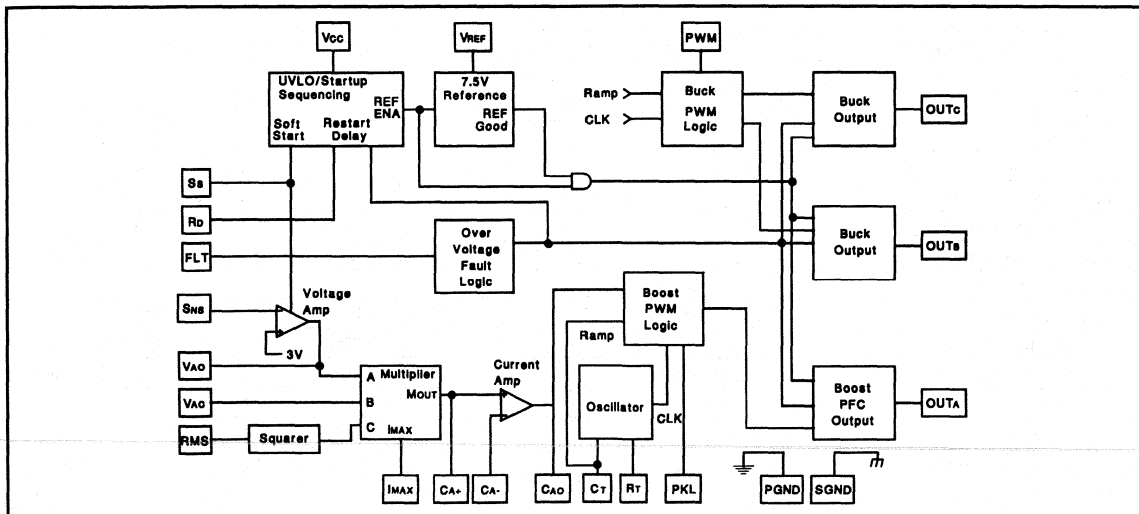 VCC
VREF
PWM
UVLO/Startup
Sequencing
REF
ENA
Soft
Start
Restart
Delay
7.5V
Reference
REF
Good
Ramp
CLK
Buck
PWM
Logic
Buck
Output
OUTC
SS
RD
FLT
Over
Voltage
Fault
Logic
Buck
Output
OUTB
SNS
Voltage
Amp
3V
Boost
PWM
Logic
Ramp
VAO
VAC
RMS
Squarer
A
B
C
Multiplier
MOUT
IMAX
Current
Amp
Oscillator
CLK
Boost
PFC
Output
OUTA
IMAX
CA+
CA-
CAO
CT
RT
PKL
PGND
SGND